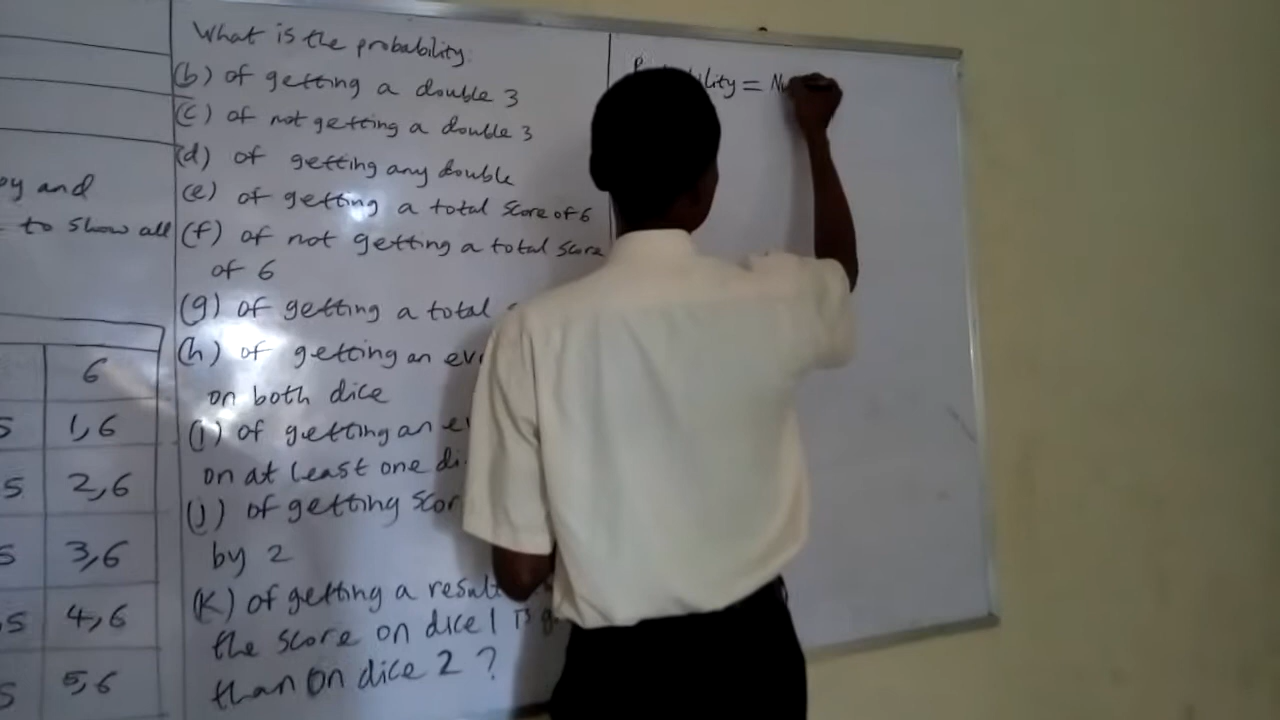 py and
to show all
6
5 1,6
5 2,6
5 3,6
5 4,6
5 5,6
What is the probability
(b) of getting a double 3
(c) of not getting a double 3
(d) of getting any double
(e) of getting a total score of 6
(f) of not getting a total score
of 6
(g) of getting a total
(h) of getting an
on both dice
(i) of getting an
on at least one
(j) of getting
by 2
(k) of getting a result
the score on dice 1 is
than on dice 2 ?
=